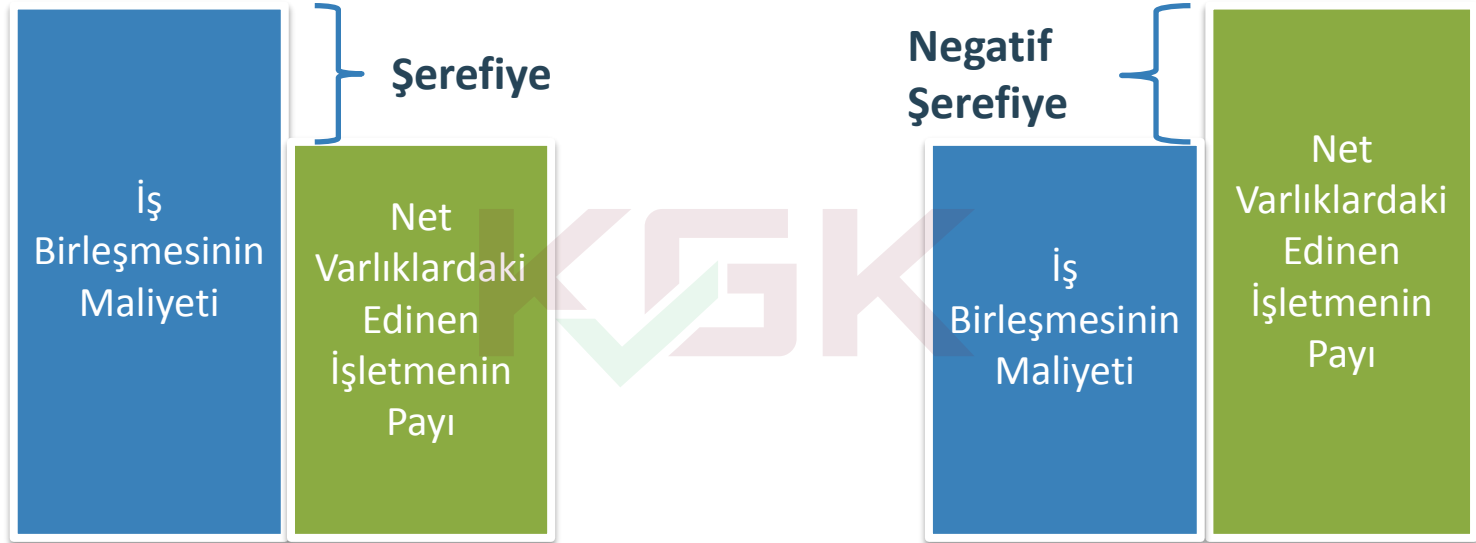 İş
Birleşmesinin
Maliyeti
Şerefiye
Net
Varlıklardaki
Edinen
İşletmenin
Payı
Negatif
Şerefiye
İş
Birleşmesinin
Maliyeti
Net
Varlıklardaki
Edinen
İşletmenin
Payı
KGK